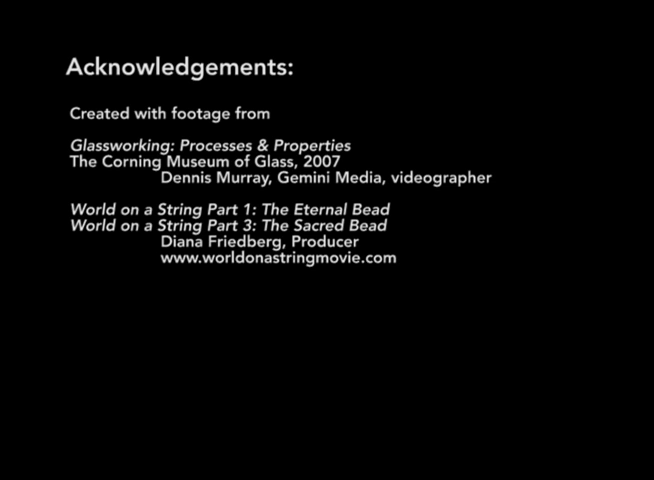 Acknowledgements:
Created with footage from
Glassworking: Processes & Properties
The Corning Museum of Glass, 2007
Dennis Murray, Gemini Media, videographer
World on a String Part 1: The Eternal Bead
World on a String Part 3: The Sacred Bead
Diana Friedberg, Producer
www.worldonastringmovie.com